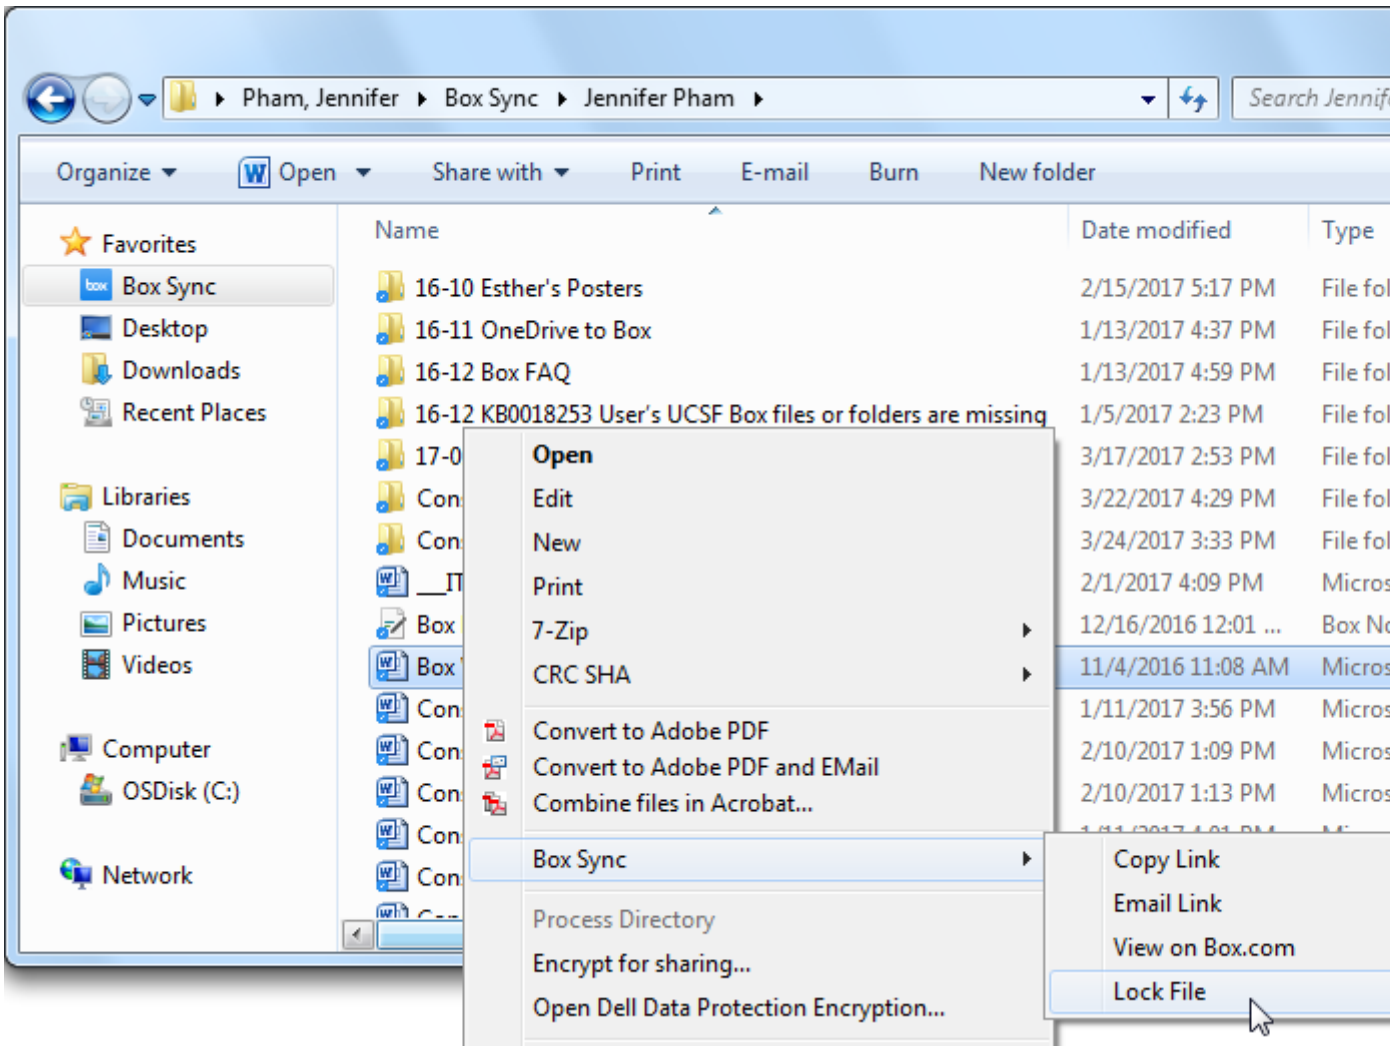 Pham, Jennifer Box Sync Jennifer Pham Search
Organize Open Share with Print E-mail Burn New folder
Name Date modified Type
Favorites
box Box Sync
Desktop
Downloads
Recent Places
Libraries
Documents
Music
Pictures
Videos
Computer
OSDisk (C:)
Network
16-10 Esther's Posters 2/15/2017 5:17 PM File
16-11 OneDrive to Box 1/13/2017 4:37 PM File
16-12 Box FAQ 1/13/2017 4:59 PM File
16-12 KB0018253 User's UCSF Box files or folders are missing 1/5/2017 2:23 PM File
3/17/2017 2:53 PM File
3/22/2017 4:29 PM File
3/24/2017 3:33 PM File
2/1/2017 4:09 PM
Box 12/16/2016 12:01 ... Box
Box 11/4/2016 11:08 AM
1/11/2017 3:56 PM
2/10/2017 1:09 PM
2/10/2017 1:13 PM
Open
Edit
New
Print
7-Zip
CRC SHA
Convert to Adobe PDF
Convert to Adobe PDF and EMail
Combine files in Acrobat...
Box Sync
Process Directory
Encrypt for sharing...
Open Dell Data Protection Encryption...
Copy Link
Email Link
View on Box.com
Lock File